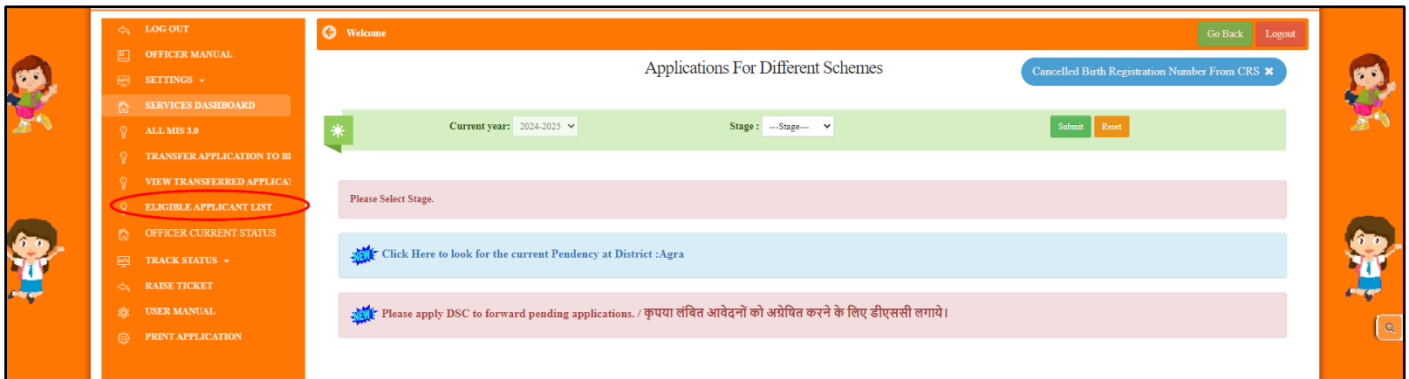 LOG OUT
OFFICER MANUAL
SETTINGS
SERVICES DASHBOARD
ALL MIS 3.0
TRANSFER APPLICATION TO
VIEW TRANSFERRED
ELIGIBLE APPLICANT LIST
OFFICER CURRENT STATUS
TRACK STATUS
RAISE TICKET
USER MANUAL
PRINT APPLICATION
Welcome
Go Back Logout
Applications For Different Schemes
Cancelled Birth Registration Number From CRS ✖
Current year: 2024-2025 Stage : ---Stage--- Submit Reset
Please Select Stage.
NEW Click Here to look for the current Pendency at District :Agra
NEW Please apply DSC to forward pending applications. / कृपया लंबित आवेदनों को अग्रेषित करने के लिए डीएससी लगाये।